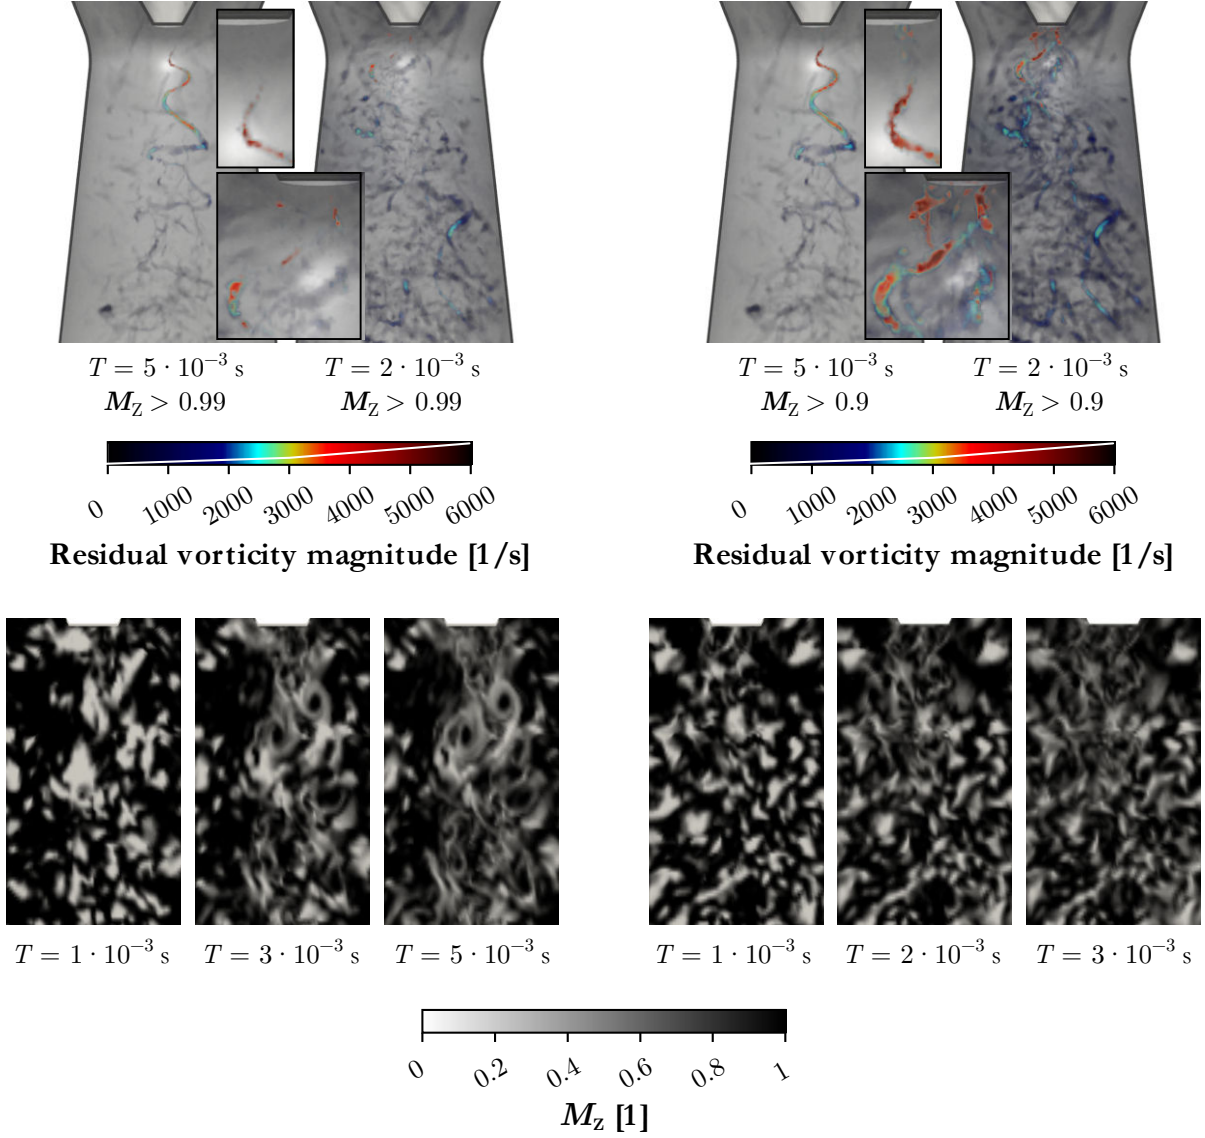 T = 5 · 10⁻³ s
T = 2 · 10⁻³ s
T = 5 · 10⁻³ s
T = 2 · 10⁻³ s
M_Z > 0.99
M_Z > 0.99
M_Z > 0.9
M_Z > 0.9
0 1000 2000 3000 4000 5000 6000
0 1000 2000 3000 4000 5000 6000
Residual vorticity magnitude [1/s]
Residual vorticity magnitude [1/s]
T = 1 · 10⁻³ s
T = 3 · 10⁻³ s
T = 5 · 10⁻³ s
T = 1 · 10⁻³ s
T = 2 · 10⁻³ s
T = 3 · 10⁻³ s
0 0.2 0.4 0.6 0.8 1
M_Z [1]